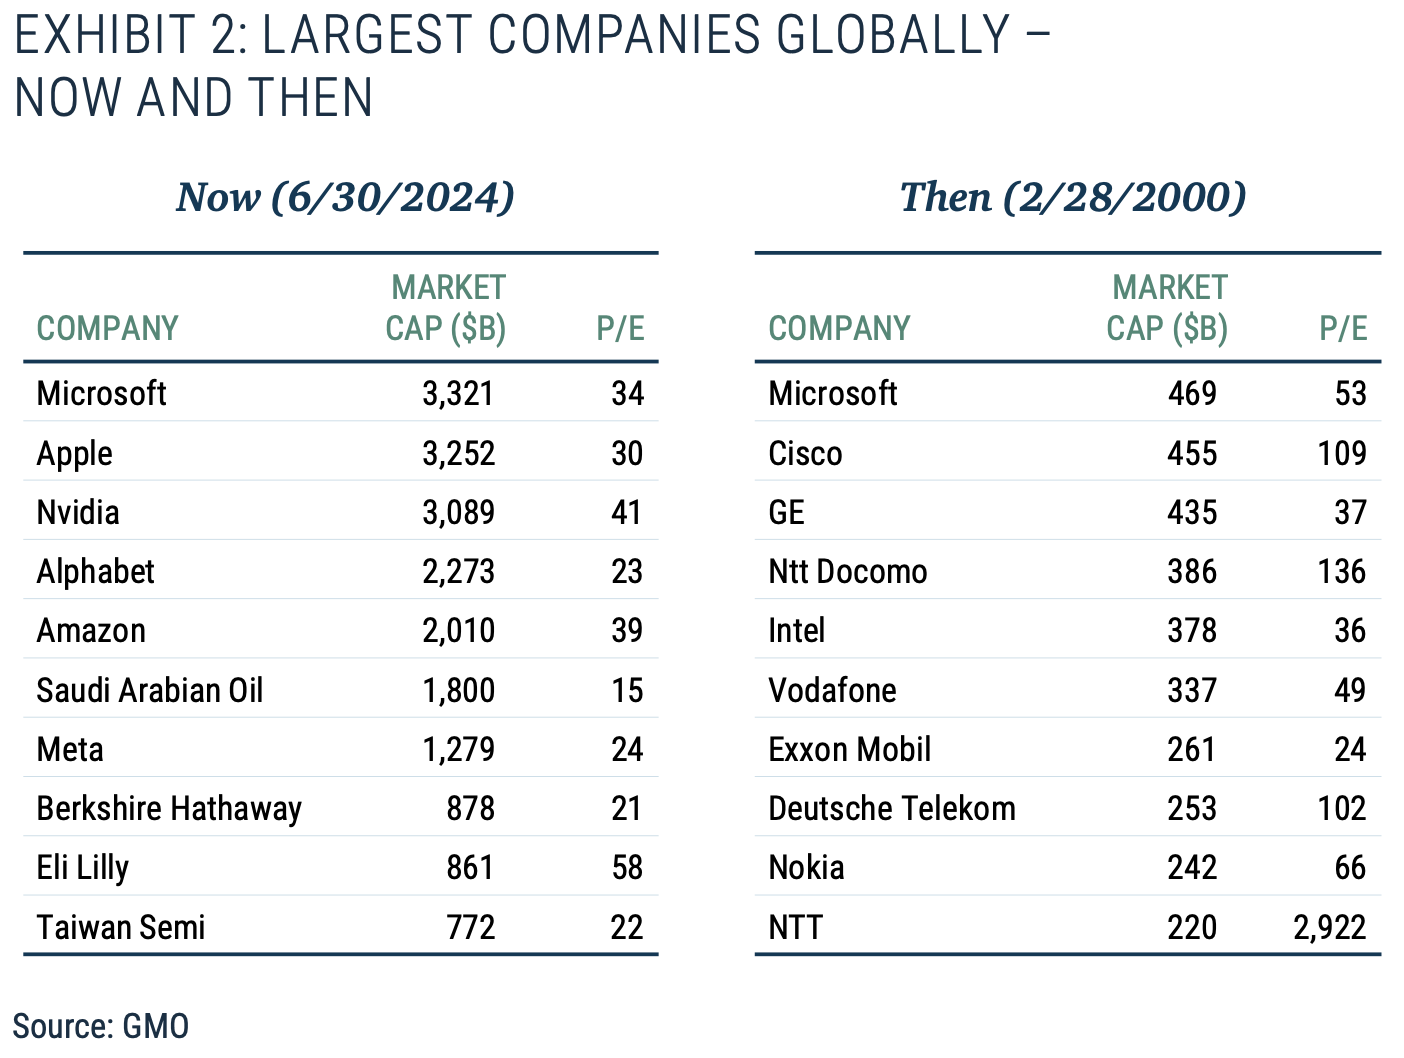 EXHIBIT 2: LARGEST COMPANIES GLOBALLY –
NOW AND THEN
Now (6/30/2024)
COMPANY MARKET CAP ($B) P/E
Microsoft 3,321 34
Apple 3,252 30
Nvidia 3,089 41
Alphabet 2,273 23
Amazon 2,010 39
Saudi Arabian Oil 1,800 15
Meta 1,279 24
Berkshire Hathaway 878 21
Eli Lilly 861 58
Taiwan Semi 772 22
Then (2/28/2000)
COMPANY MARKET CAP ($B) P/E
Microsoft 469 53
Cisco 455 109
GE 435 37
Ntt Docomo 386 136
Intel 378 36
Vodafone 337 49
Exxon Mobil 261 24
Deutsche Telekom 253 102
Nokia 242 66
NTT 220 2,922
Source: GMO